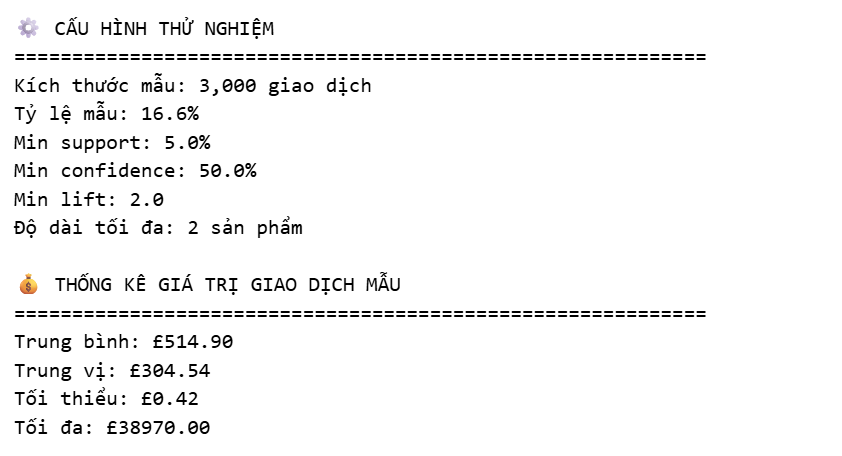 ⚙️ CẤU HÌNH THỬ NGHIỆM
============================================================
Kích thước mẫu: 3,000 giao dịch
Tỷ lệ mẫu: 16.6%
Min support: 5.0%
Min confidence: 50.0%
Min lift: 2.0
Độ dài tối đa: 2 sản phẩm

💰 THỐNG KÊ GIÁ TRỊ GIAO DỊCH MẪU
============================================================
Trung bình: £514.90
Trung vị: £304.54
Tối thiểu: £0.42
Tối đa: £38970.00